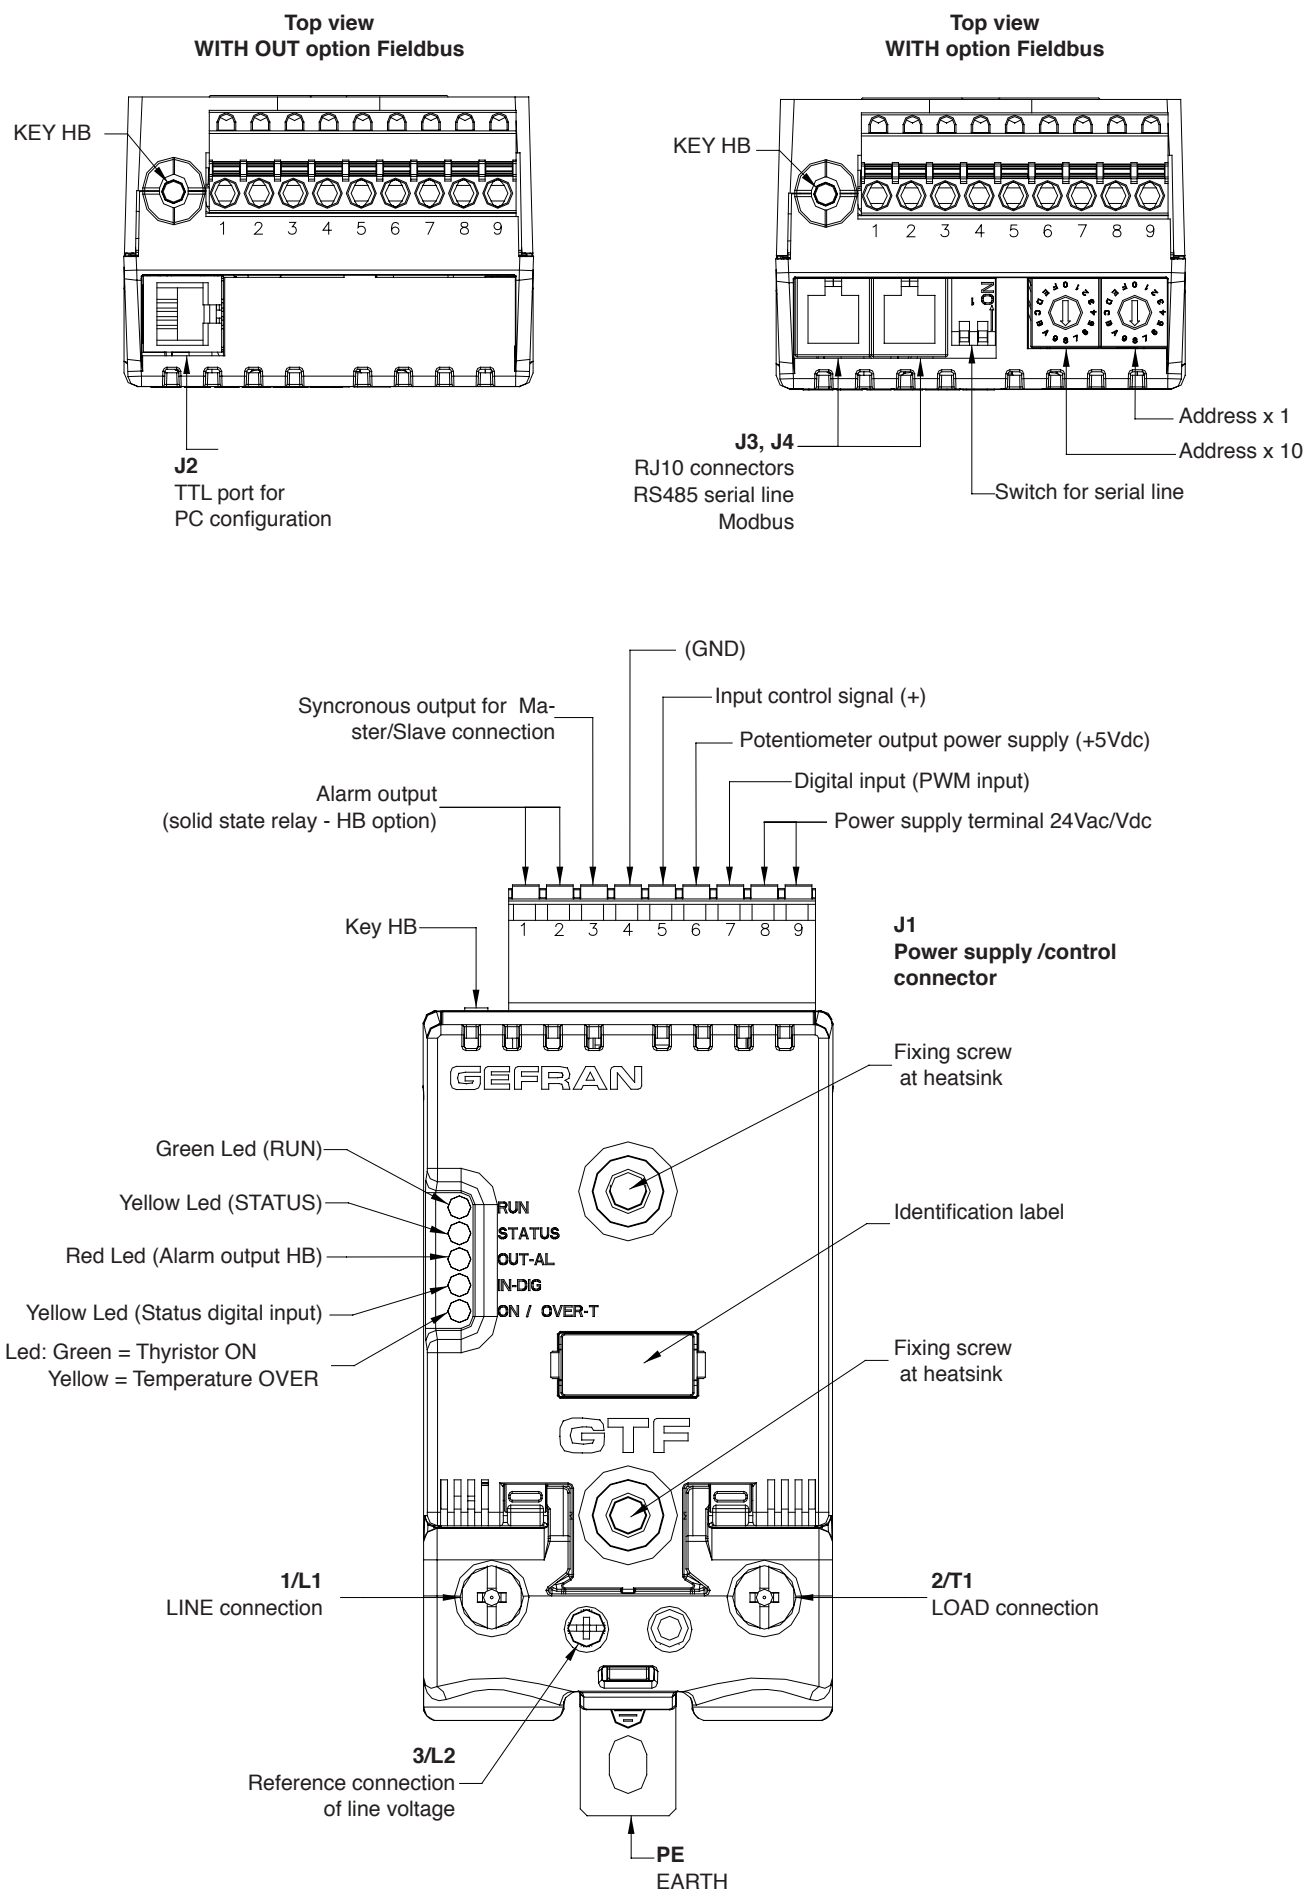 Top view
WITH OUT option Fieldbus
KEY HB
1 2 3 4 5 6 7 8 9
J2
TTL port for
PC configuration
Top view
WITH option Fieldbus
KEY HB
1 2 3 4 5 6 7 8 9
ON
1
J3, J4
RJ10 connectors
RS485 serial line
Modbus
Address x 1
Address x 10
Switch for serial line
(GND)
Syncronous output for Ma-
ster/Slave connection
Input control signal (+)
Potentiometer output power supply (+5Vdc)
Digital input (PWM input)
Alarm output
(solid state relay - HB option)
Power supply terminal 24Vac/Vdc
Key HB
1 2 3 4 5 6 7 8 9
J1
Power supply /control
connector
GEFRAN
Fixing screw
at heatsink
Green Led (RUN)
Yellow Led (STATUS)
Red Led (Alarm output HB)
Yellow Led (Status digital input)
Led: Green = Thyristor ON
Yellow = Temperature OVER
RUN
STATUS
OUT-AL
IN-DIG
ON / OVER-T
Identification label
Fixing screw
at heatsink
GTF
1/L1
LINE connection
2/T1
LOAD connection
3/L2
Reference connection
of line voltage
PE
EARTH